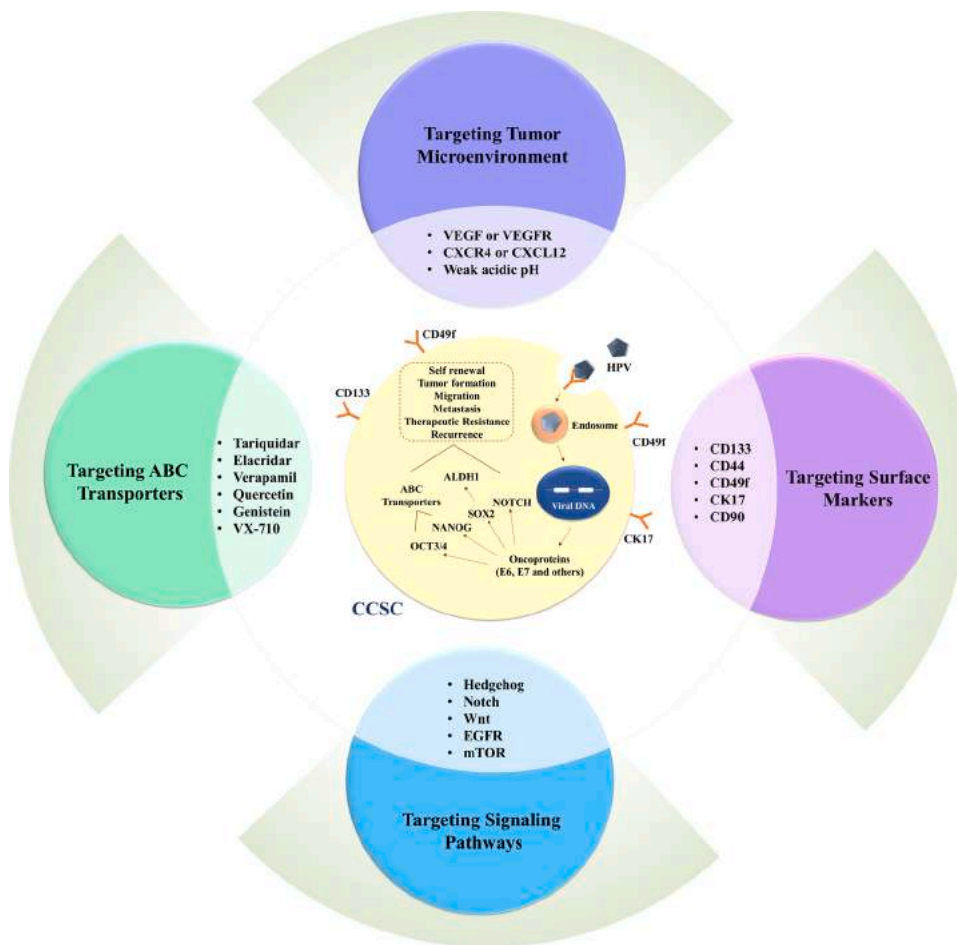 Targeting Tumor
Microenvironment
• VEGF or VEGFR
• CXCR4 or CXCL12
• Weak acidic pH
CD49f
CD133
Self renewal
Tumor formation
Migration
Metastasis
Therapeutic Resistance
Recurrence
HPV
Endosome
CD49f
ALDH1
ABC
Transporters
NOTCH
SOX2
NANOG
OCT3/4
Viral DNA
CK17
Oncoproteins
(E6, E7 and others)
CCSC
Targeting ABC
Transporters
• Tariquidar
• Elacridar
• Verapamil
• Quercetin
• Genistein
• VX-710
• CD133
• CD44
• CD49f
• CK17
• CD90
Targeting Surface
Markers
• Hedgehog
• Notch
• Wnt
• EGFR
• mTOR
Targeting Signaling
Pathways